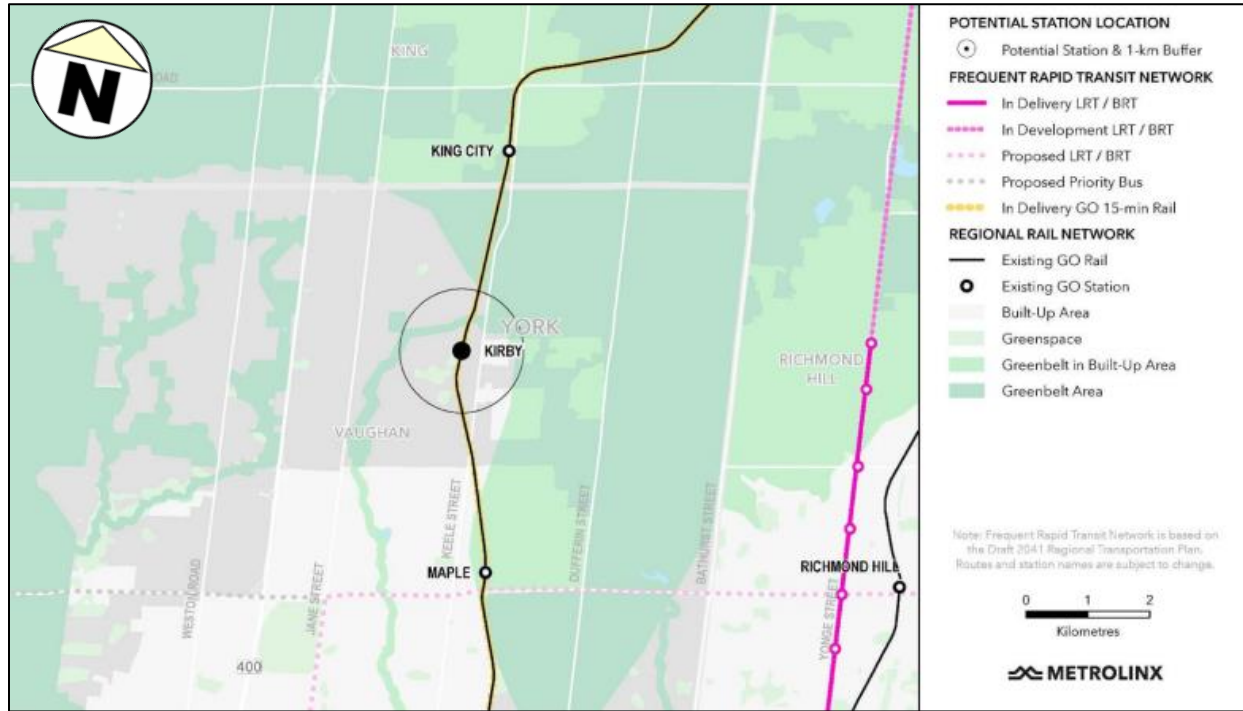 N
ROAD
KING
KING CITY
YORK
KIRBY
RICHMOND
HILL
VAUGHAN
WESTON ROAD
JANE STREET
KEELE STREET
DUFFERIN STREET
BATHURST STREET
YONGE STREET
MAPLE
RICHMOND HILL
400
POTENTIAL STATION LOCATION
Potential Station & 1-km Buffer
FREQUENT RAPID TRANSIT NETWORK
In Delivery LRT / BRT
In Development LRT / BRT
Proposed LRT / BRT
Proposed Priority Bus
In Delivery GO 15-min Rail
REGIONAL RAIL NETWORK
Existing GO Rail
Existing GO Station
Built-Up Area
Greenspace
Greenbelt in Built-Up Area
Greenbelt Area
Note: Frequent Rapid Transit Network is based on
the Draft 2041 Regional Transportation Plan.
Routes and station names are subject to change.
0 1 2
Kilometres
METROLINX